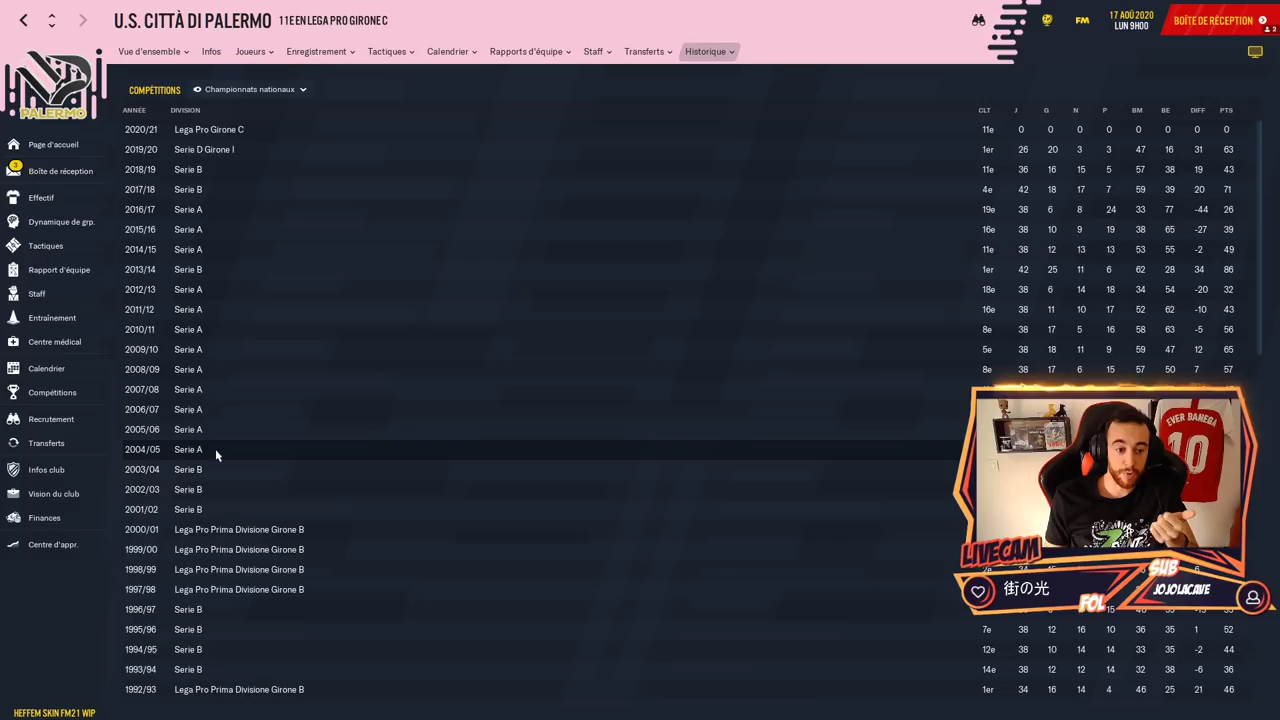 U.S. CITTÀ DI PALERMO 11E EN LEGA PRO GIRONE C
17 AOÛ 2020
LUN 9H00
FM
BOÎTE DE RÉCEPTION
2
Vue d'ensemble Infos Joueurs Enregistrement Tactiques Calendrier Rapports d'équipe Staff Transferts Historique
PALERMO
COMPÉTITIONS Championnats nationaux
ANNÉE DIVISION CLT J G N P BM BE DIFF PTS
2020/21 Lega Pro Girone C 11e 0 0 0 0 0 0 0 0
2019/20 Serie D Girone I 1er 26 20 3 3 47 16 31 63
2018/19 Serie B 11e 36 16 15 5 57 38 19 43
2017/18 Serie B 4e 42 18 17 7 59 39 20 71
2016/17 Serie A 19e 38 6 8 24 33 77 -44 26
2015/16 Serie A 16e 38 10 9 19 38 65 -27 39
2014/15 Serie A 11e 38 12 13 13 53 55 -2 49
2013/14 Serie B 1er 42 25 11 6 62 28 34 86
2012/13 Serie A 18e 38 6 14 18 34 54 -20 32
2011/12 Serie A 16e 38 11 10 17 52 62 -10 43
2010/11 Serie A 8e 38 17 5 16 58 63 -5 56
2009/10 Serie A 5e 38 18 11 9 59 47 12 65
2008/09 Serie A 8e 38 17 6 15 57 50 7 57
2007/08 Serie A
2006/07 Serie A
2005/06 Serie A
2004/05 Serie A
2003/04 Serie B
2002/03 Serie B
2001/02 Serie B
2000/01 Lega Pro Prima Divisione Girone B
1999/00 Lega Pro Prima Divisione Girone B
1998/99 Lega Pro Prima Divisione Girone B
1997/98 Lega Pro Prima Divisione Girone B
1996/97 Serie B
1995/96 Serie B 7e 38 12 16 10 36 35 1 52
1994/95 Serie B 12e 38 10 14 14 33 35 -2 44
1993/94 Serie B 14e 38 12 12 14 32 38 -6 36
1992/93 Lega Pro Prima Divisione Girone B 1er 34 16 14 4 46 25 21 46
Page d'accueil
3
Boîte de réception
Effectif
Dynamique de grp.
Tactiques
Rapport d'équipe
Staff
Entraînement
Centre médical
Calendrier
Compétitions
Recrutement
Transferts
Infos club
Vision du club
Finances
Centre d'appr.
HEFFEM SKIN FM21 WIP
EVER BANEGA
10
LIVECAM
SUB
街の光
JOJOLACAVE
FOL